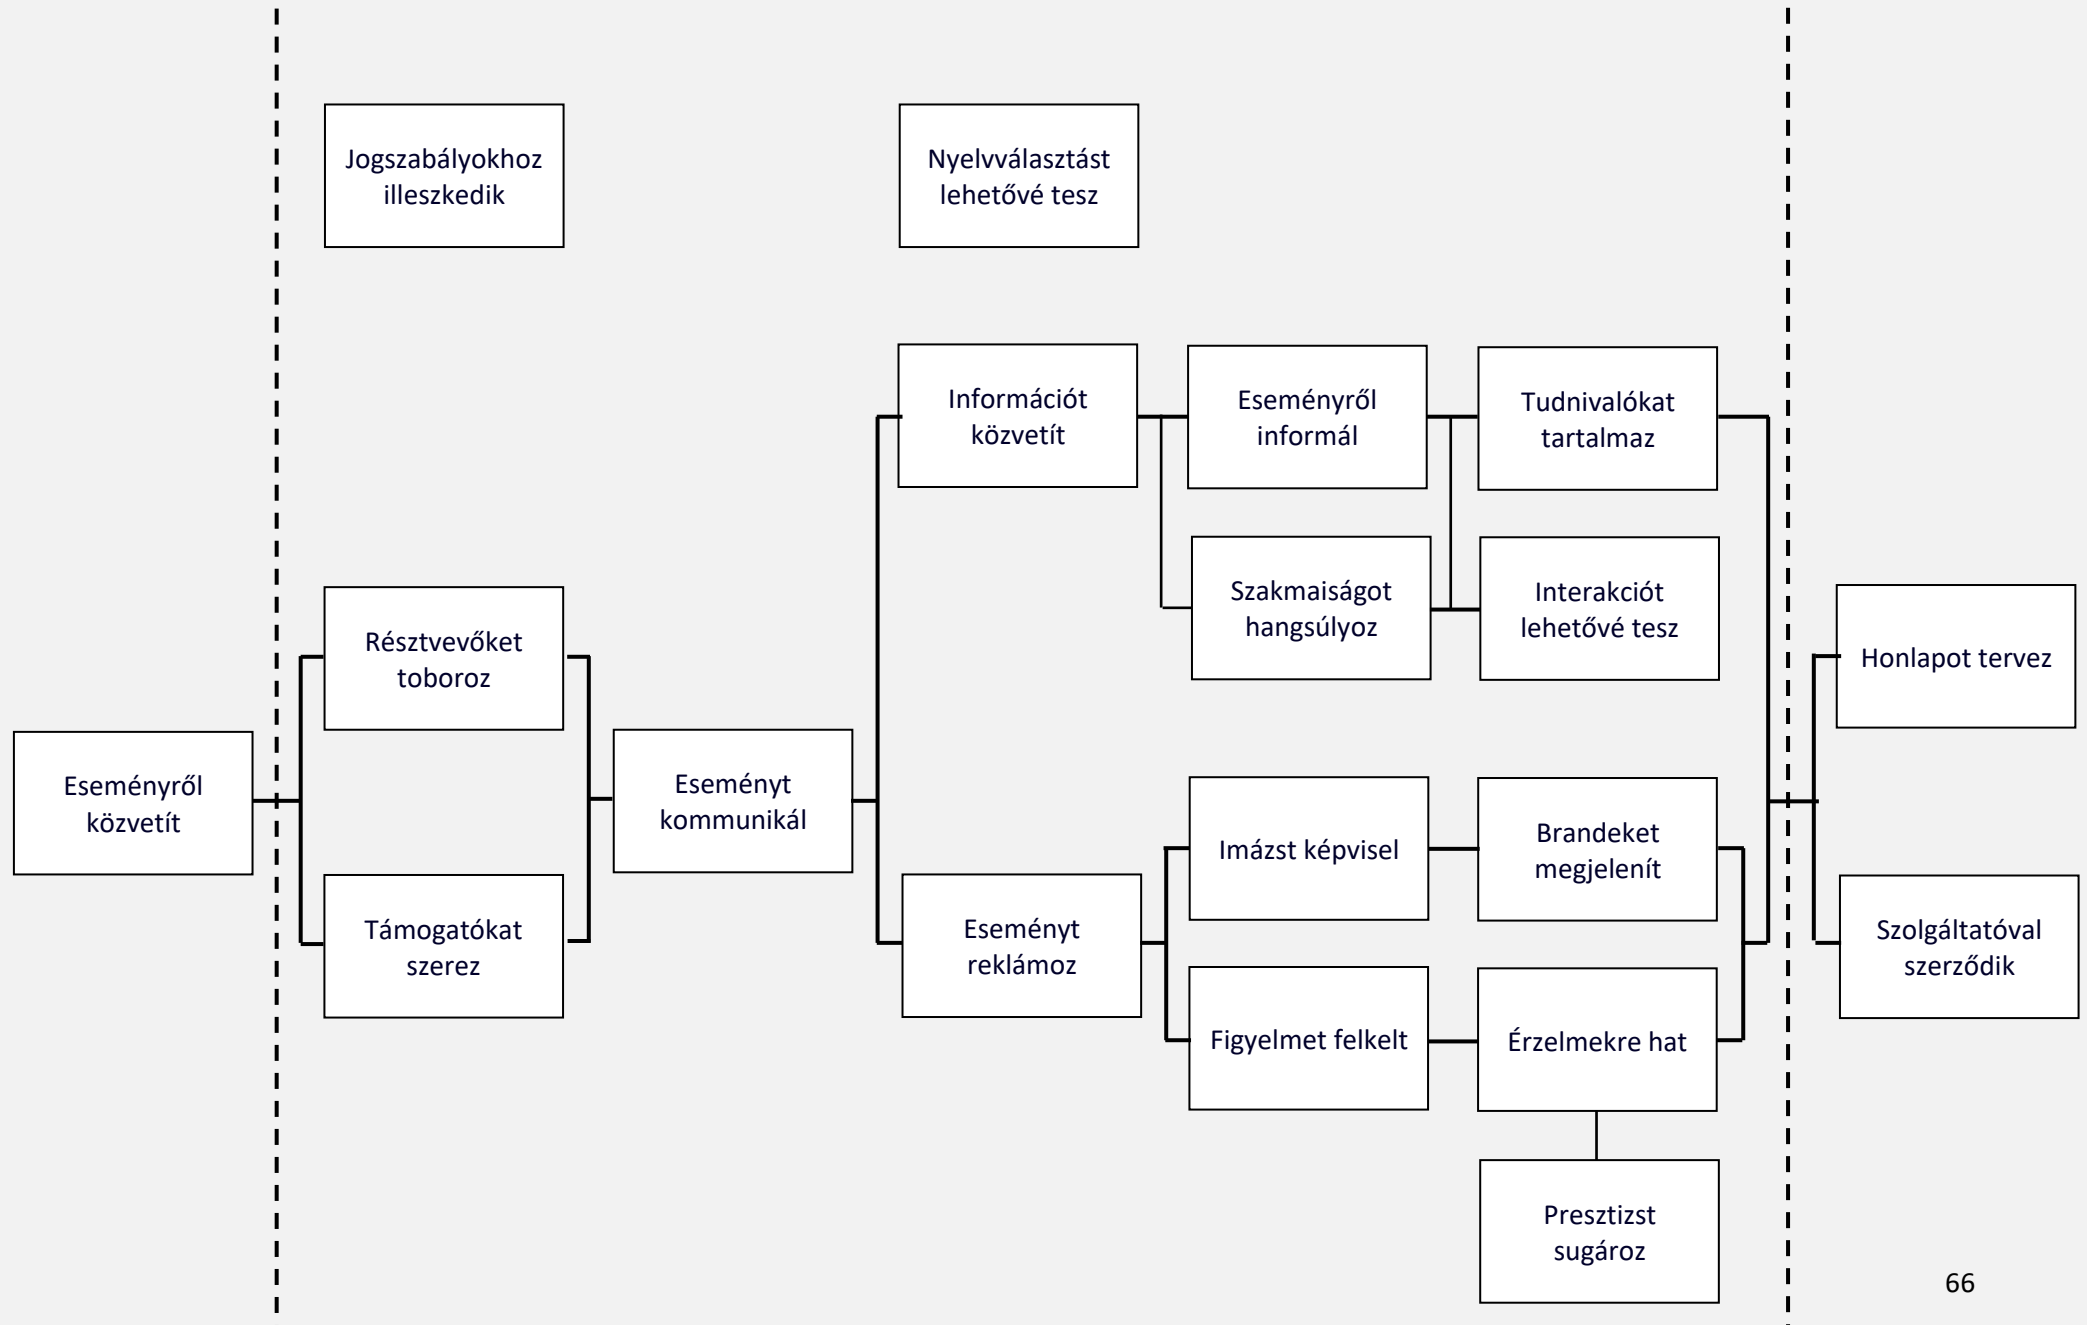 Jogszabályokhoz
illeszkedik
Nyelvválasztást
lehetővé tesz
Információt
közvetít
Eseményről
informál
Tudnivalókat
tartalmaz
Szakmaiságot
hangsúlyoz
Interakciót
lehetővé tesz
Résztvevőket
toboroz
Honlapot tervez
Eseményről
közvetít
Eseményt
kommunikál
Imázst képvisel
Brandeket
megjelenít
Támogatókat
szerez
Eseményt
reklámoz
Szolgáltatóval
szerződik
Figyelmet felkelt
Érzelmekre hat
Presztizst
sugároz
66